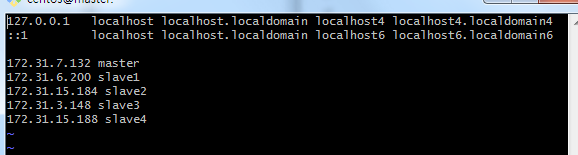 centos@master:
127.0.0.1   localhost localhost.localdomain localhost4 localhost4.localdomain4
::1         localhost localhost.localdomain localhost6 localhost6.localdomain6
172.31.7.132 master
172.31.6.200 slave1
172.31.15.184 slave2
172.31.3.148 slave3
172.31.15.188 slave4
~
~